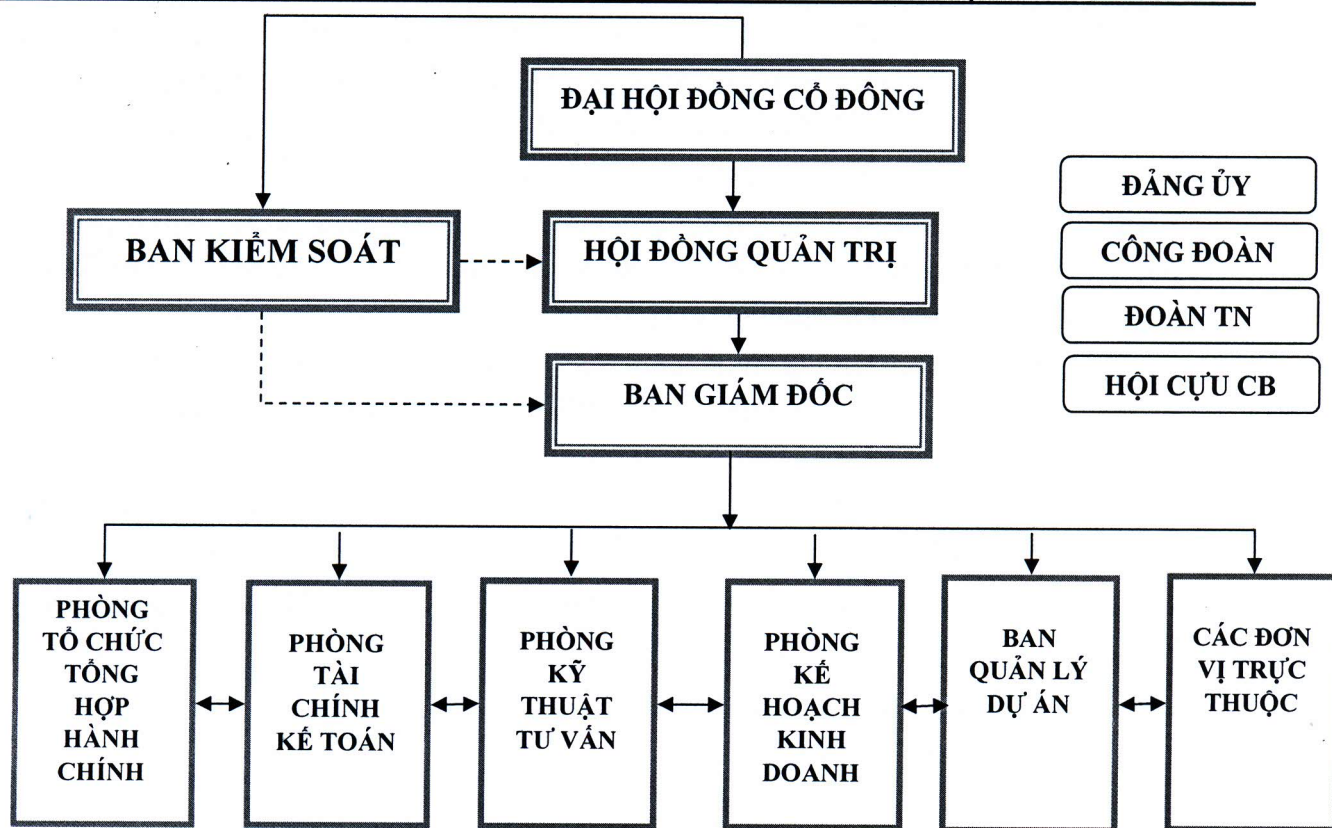 ĐẠI HỘI ĐỒNG CỔ ĐÔNG
BAN KIỂM SOÁT
HỘI ĐỒNG QUẢN TRỊ
BAN GIÁM ĐỐC
ĐẢNG ỦY
CÔNG ĐOÀN
ĐOÀN TN
HỘI CỰU CB
PHÒNG
TỔ CHỨC
TỔNG
HỢP
HÀNH
CHÍNH
PHÒNG
TÀI
CHÍNH
KẾ TOÁN
PHÒNG
KỸ
THUẬT
TƯ VẤN
PHÒNG
KẾ
HOẠCH
KINH
DOANH
BAN
QUẢN LÝ
DỰ ÁN
CÁC ĐƠN
VỊ TRỰC
THUỘC